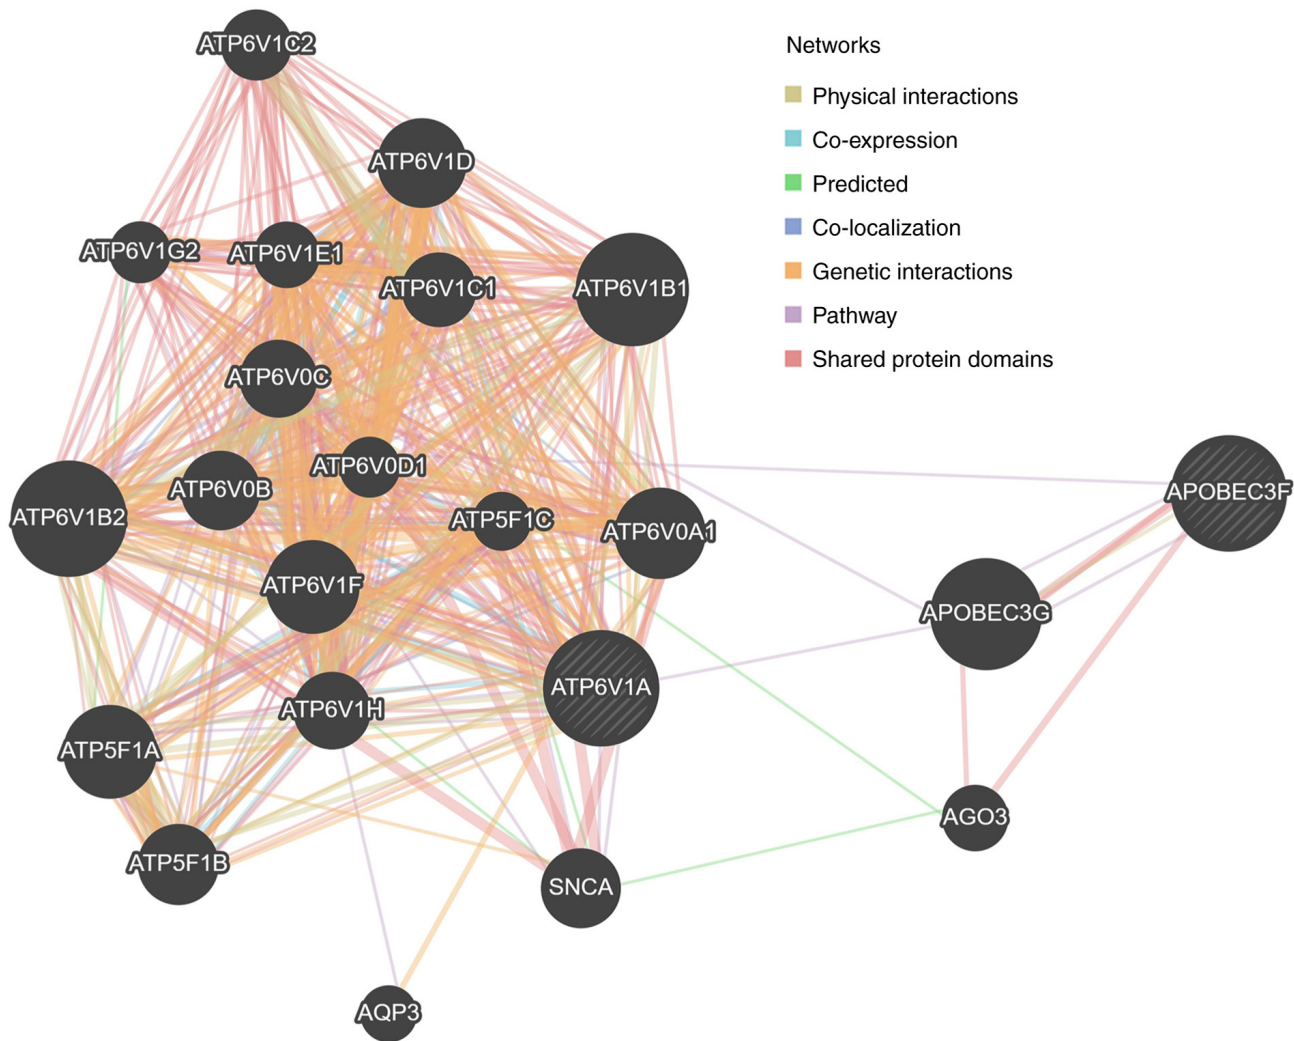 ATP6V1C2
Networks
Physical interactions
Co-expression
Predicted
Co-localization
Genetic interactions
Pathway
Shared protein domains
ATP6V1D
ATP6V1G2
ATP6V1E1
ATP6V1C1
ATP6V1B1
ATP6V0C
ATP6V0D1
ATP6V0B
ATP6V1B2
ATP5F1C
ATP6V0A1
APOBEC3F
ATP6V1F
APOBEC3G
ATP6V1A
ATP6V1H
ATP5F1A
AGO3
ATP5F1B
SNCA
AQP3